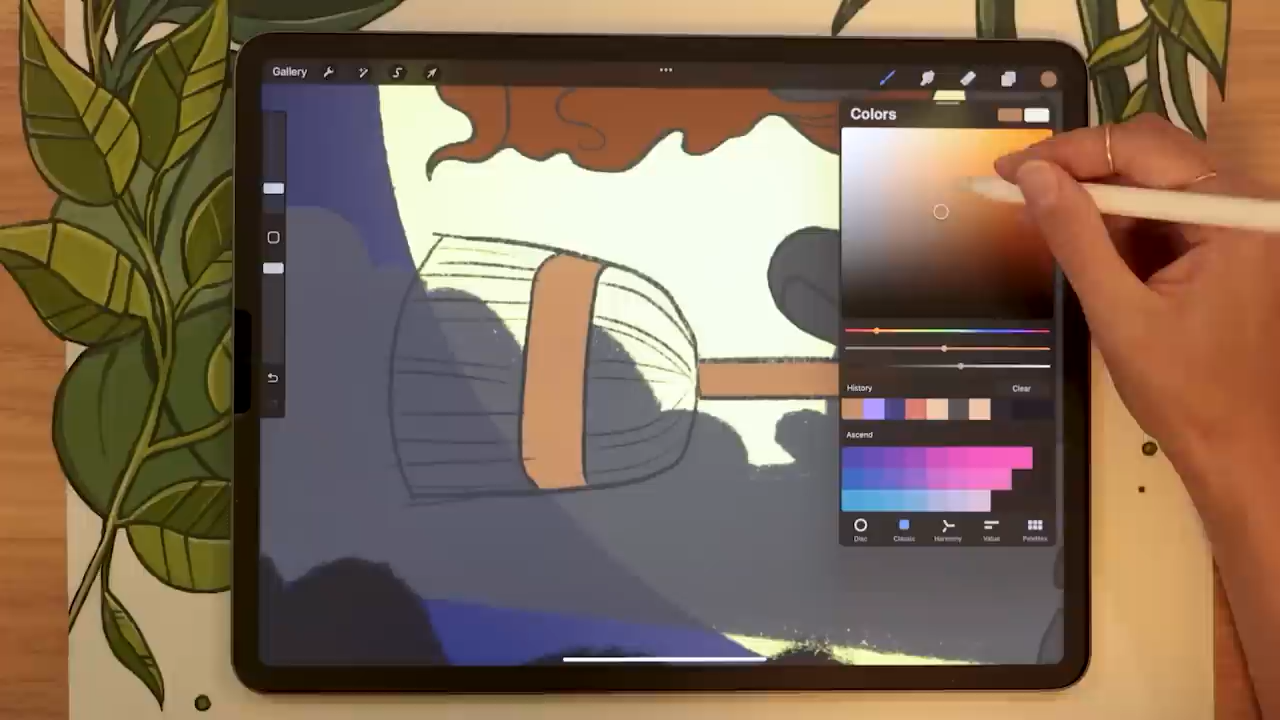 Gallery
Colors
History Clear
Ascend
Disc Classic Harmony Value Palettes